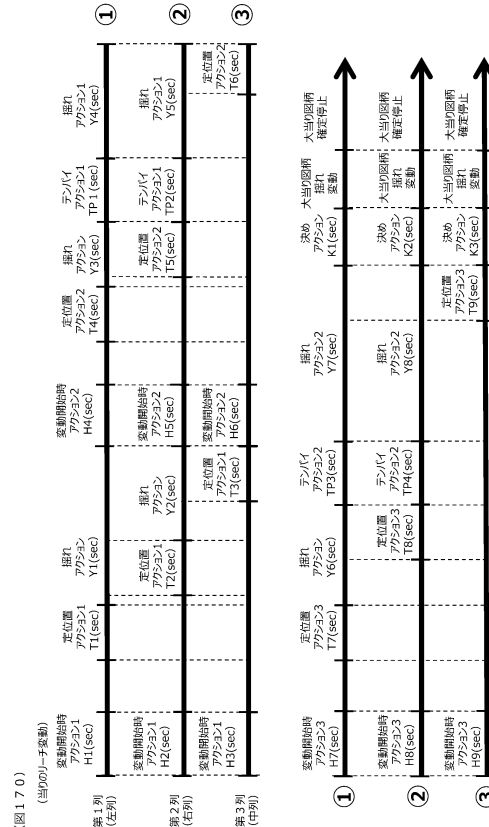 (図170)
(当りのリーチ変動)
変動開始時
アクション1
H1(sec)
定位置
アクション1
T1(sec)
揺れ
アクション
Y1(sec)
変動開始時
アクション2
H4(sec)
定位置
アクション2
T4(sec)
揺れ
アクション
Y3(sec)
テンパイ
アクション1
TP1(sec)
揺れ
アクション1
Y4(sec)
第1列
(左列)
①
変動開始時
アクション1
H2(sec)
定位置
アクション1
T2(sec)
揺れ
アクション
Y2(sec)
変動開始時
アクション2
H5(sec)
定位置
アクション2
T5(sec)
テンパイ
アクション1
TP2(sec)
揺れ
アクション1
Y5(sec)
第2列
(右列)
②
変動開始時
アクション1
H3(sec)
定位置
アクション1
T3(sec)
変動開始時
アクション2
H6(sec)
定位置
アクション2
T6(sec)
第3列
(中列)
③
変動開始時
アクション3
H7(sec)
定位置
アクション3
T7(sec)
揺れ
アクション
Y6(sec)
テンパイ
アクション2
TP3(sec)
揺れ
アクション2
Y7(sec)
決め
アクション
K1(sec)
大当り図柄
揺れ
変動
大当り図柄
確定停止
①
変動開始時
アクション3
H8(sec)
定位置
アクション3
T8(sec)
テンパイ
アクション2
TP4(sec)
揺れ
アクション2
Y8(sec)
決め
アクション
K2(sec)
大当り図柄
揺れ
変動
大当り図柄
確定停止
②
変動開始時
アクション3
H9(sec)
定位置
アクション3
T9(sec)
決め
アクション
K3(sec)
大当り図柄
揺れ
変動
大当り図柄
確定停止
③